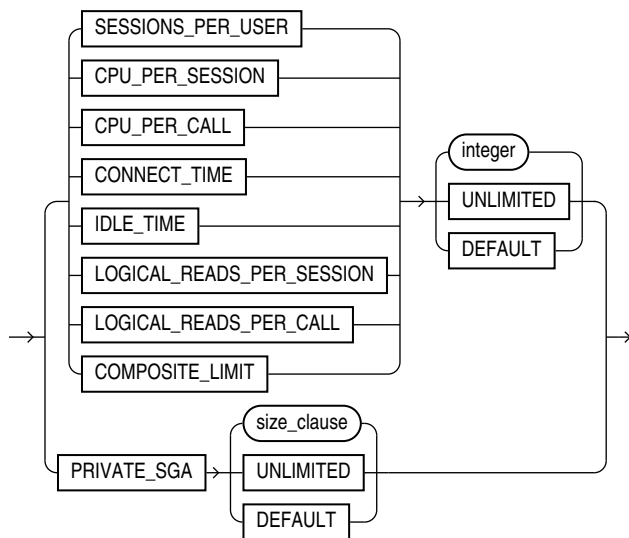 SESSIONS_PER_USER
CPU_PER_SESSION
CPU_PER_CALL
CONNECT_TIME
IDLE_TIME
LOGICAL_READS_PER_SESSION
LOGICAL_READS_PER_CALL
COMPOSITE_LIMIT
integer
UNLIMITED
DEFAULT
PRIVATE_SGA
size_clause
UNLIMITED
DEFAULT